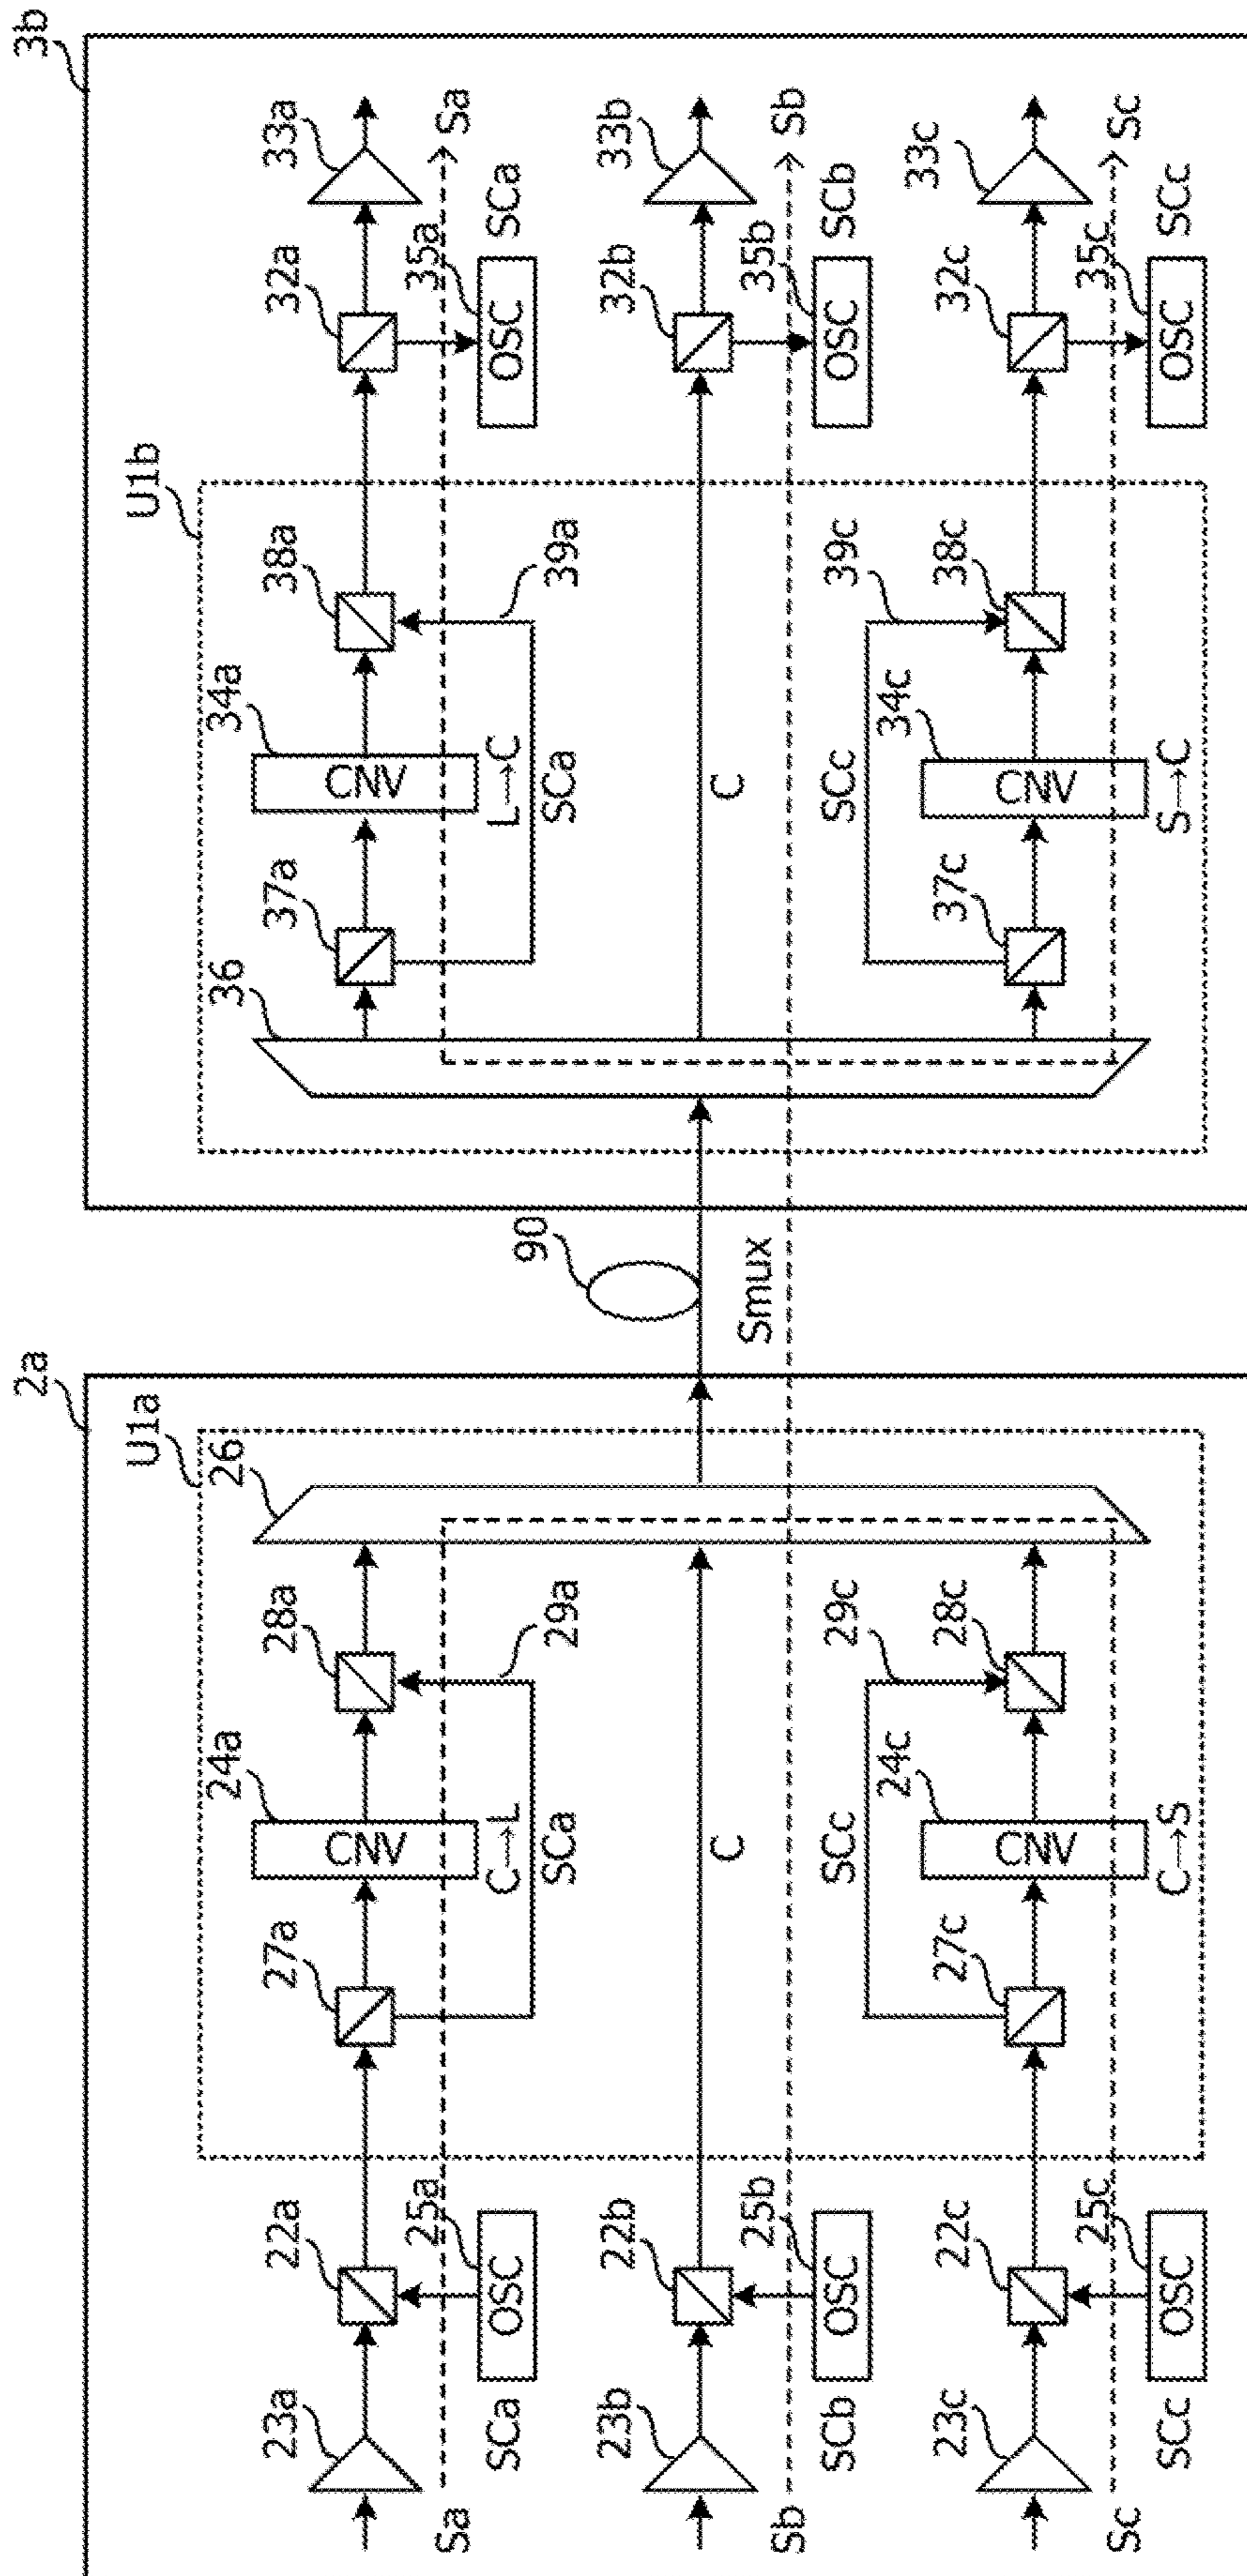 2a
3b
U1a
U1b
23a
22a
27a
24a
28a
26
36
37a
34a
38a
32a
33a
CNV
CNV
25a
29a
39a
35a
Sa
C→L
L→C
Sa
OSC
SCa
SCa
OSC
SCa
SCa
90
23b
22b
32b
33b
C
C
25b
Smux
35b
Sb
Sb
OSC
OSC
SCb
SCb
SCc
29c
SCc
39c
23c
22c
27c
24c
28c
37c
34c
38c
32c
33c
CNV
CNV
25c
35c
Sc
Sc
C→S
S→C
OSC
OSC
SCc
SCc